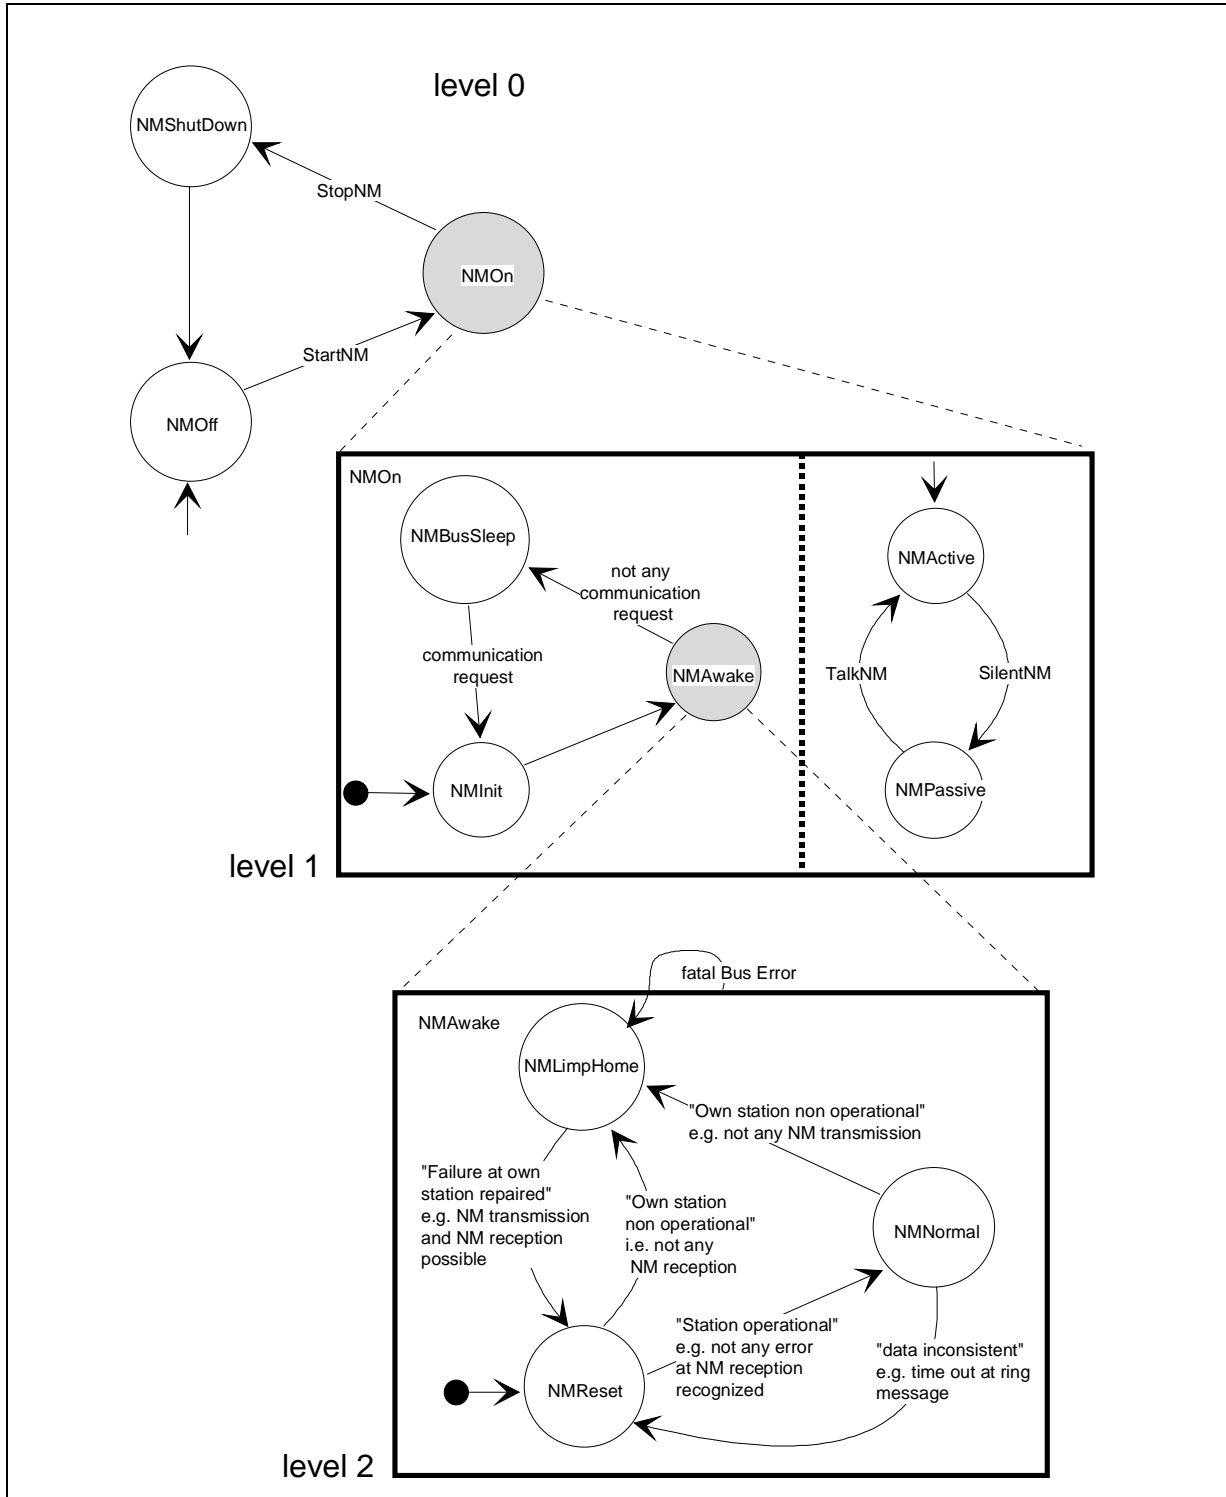 level 0
NMShutDown
StopNM
NMOn
StartNM
NMOff
NMOn
NMBusSleep
not any
communication
request
NMActive
communication
request
NMAwake
TalkNM
SilentNM
NMInit
NMPassive
level 1
fatal Bus Error
NMAwake
NMLimpHome
"Own station non operational"
e.g. not any NM transmission
"Failure at own
station repaired"
e.g. NM transmission
and NM reception
possible
"Own station
non operational"
i.e. not any
NM reception
NMNormal
"Station operational"
e.g. not any error
at NM reception
recognized
"data inconsistent"
e.g. time out at ring
message
NMReset
level 2